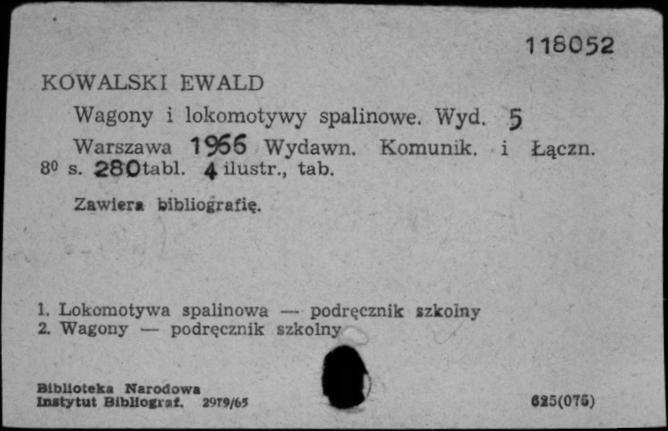 118052
KOWALSKI EWALD
Wagony i lokomotywy spalinowe. Wyd. 5
Warszawa 1966 Wydawn. Komunik. i Łączn.
8⁰ s. 280 tabl. 4 ilustr., tab.
Zawiera bibliografię.
1. Lokomotywa spalinowa — podręcznik szkolny
2. Wagony — podręcznik szkolny
Biblioteka Narodowa
Instytut Bibliograf. 2979/65
625(075)